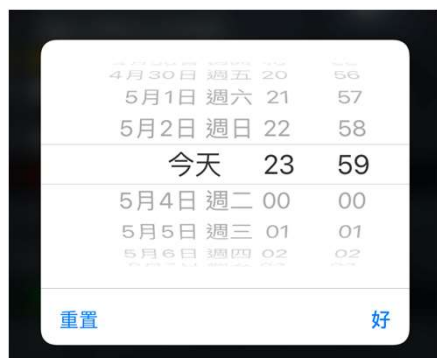 4月30日 週五 20 56
5月1日 週六 21 57
5月2日 週日 22 58
今天 23 59
5月4日 週二 00 00
5月5日 週三 01 01
5月6日 週四 02 02
重置 好